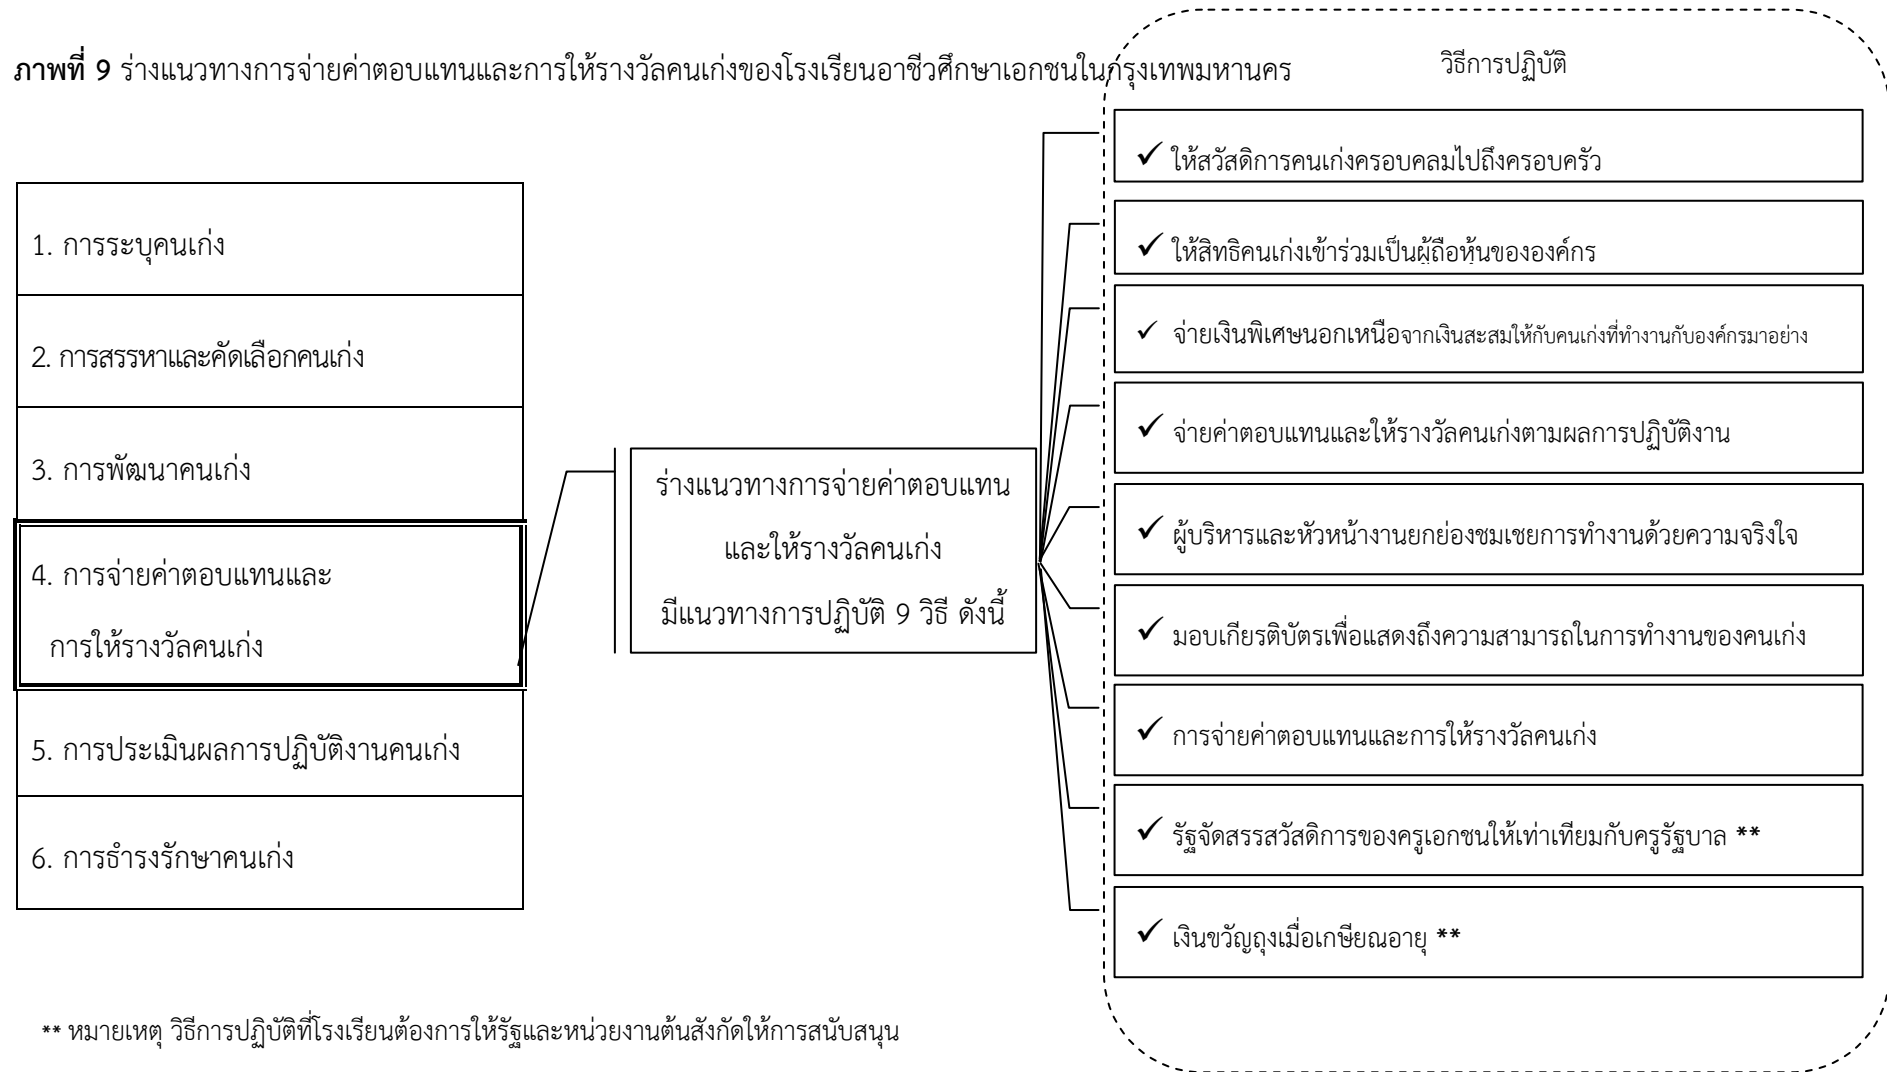 ภาพที่ 9 ร่างแนวทางการจ่ายค่าตอบแทนและการให้รางวัลคนเก่งของโรงเรียนอาชีวศึกษาเอกชนในกรุงเทพมหานคร
1. การระบุคนเก่ง
2. การสรรหาและคัดเลือกคนเก่ง
3. การพัฒนาคนเก่ง
4. การจ่ายค่าตอบแทนและ
การให้รางวัลคนเก่ง
5. การประเมินผลการปฏิบัติงานคนเก่ง
6. การธำรงรักษาคนเก่ง
ร่างแนวทางการจ่ายค่าตอบแทน
และให้รางวัลคนเก่ง
มีแนวทางการปฏิบัติ 9 วิธี ดังนี้
วิธีการปฏิบัติ
✓ ให้สวัสดิการคนเก่งครอบคลมไปถึงครอบครัว
✓ ให้สิทธิคนเก่งเข้าร่วมเป็นผู้ถือหุ้นขององค์กร
✓ จ่ายเงินพิเศษนอกเหนือจากเงินสะสมให้กับคนเก่งที่ทำงานกับองค์กรมาอย่าง
✓ จ่ายค่าตอบแทนและให้รางวัลคนเก่งตามผลการปฏิบัติงาน
✓ ผู้บริหารและหัวหน้างานยกย่องชมเชยการทำงานด้วยความจริงใจ
✓ มอบเกียรติบัตรเพื่อแสดงถึงความสามารถในการทำงานของคนเก่ง
✓ การจ่ายค่าตอบแทนและการให้รางวัลคนเก่ง
✓ รัฐจัดสรรสวัสดิการของครูเอกชนให้เท่าเทียมกับครูรัฐบาล **
✓ เงินขวัญถุงเมื่อเกษียณอายุ **
** หมายเหตุ วิธีการปฏิบัติที่โรงเรียนต้องการให้รัฐและหน่วยงานต้นสังกัดให้การสนับสนุน